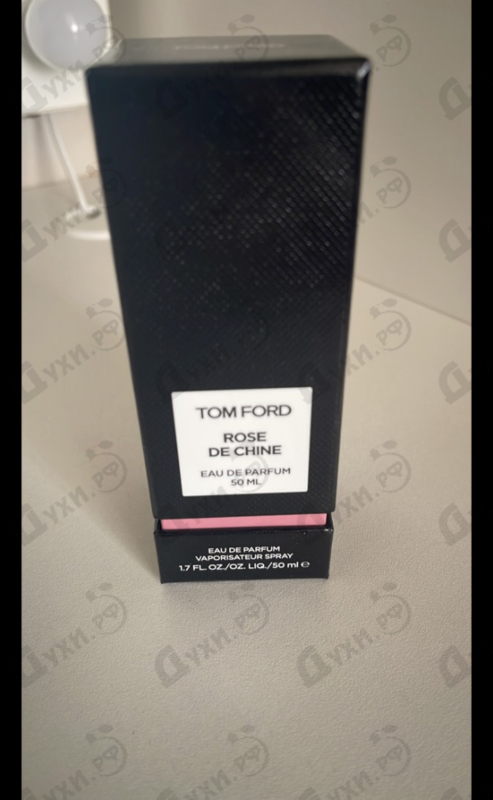 TOM FORD
ROSE
DE CHINE
EAU DE PARFUM
50 ML
EAU DE PARFUM
VAPORISATEUR SPRAY
1.7 FL. OZ./OZ. LIQ./50 ml ℮
Духи.РФ